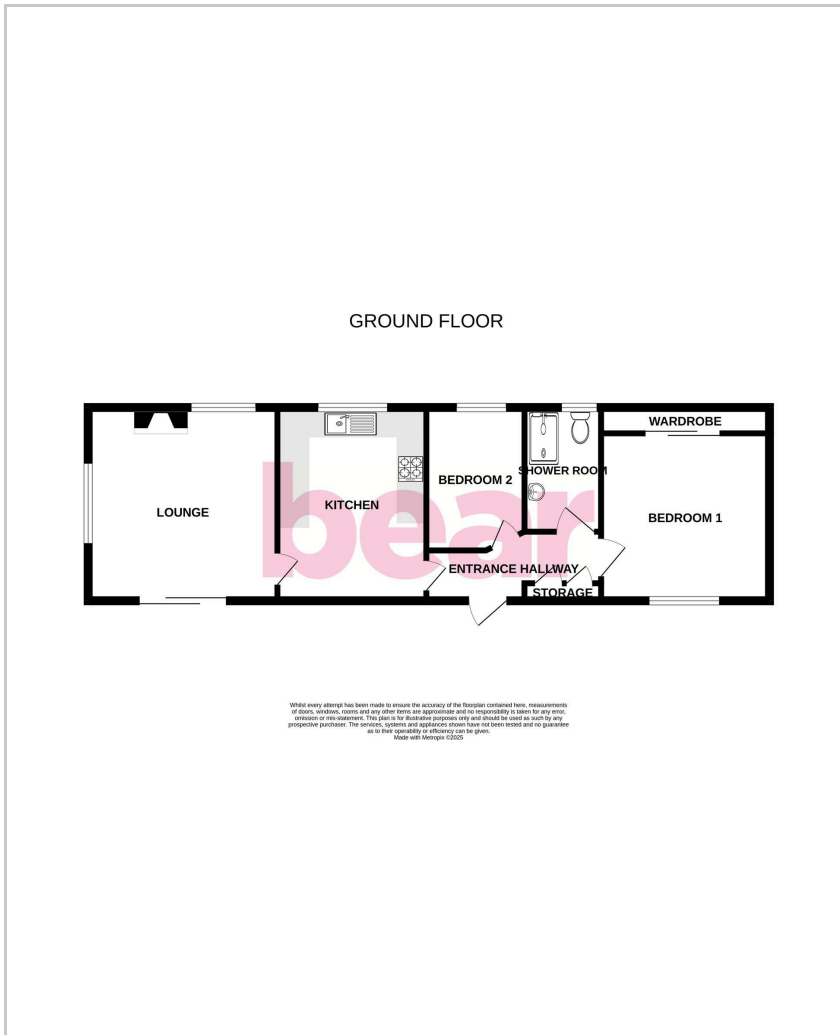 GROUND FLOOR
WARDROBE
SHOWER ROOM
BEDROOM 2
LOUNGE
KITCHEN
BEDROOM 1
bear
ENTRANCE HALLWAY
STORAGE
Whilst every attempt has been made to ensure the accuracy of the floorplan contained here, measurements
of doors, windows, rooms and any other items are approximate and no responsibility is taken for any error,
omission or mis-statement. This plan is for illustrative purposes only and should be used as such by any
prospective purchaser. The services, systems and appliances shown have not been tested and no guarantee
as to their operability or efficiency can be given.
Made with Metropix ©2025